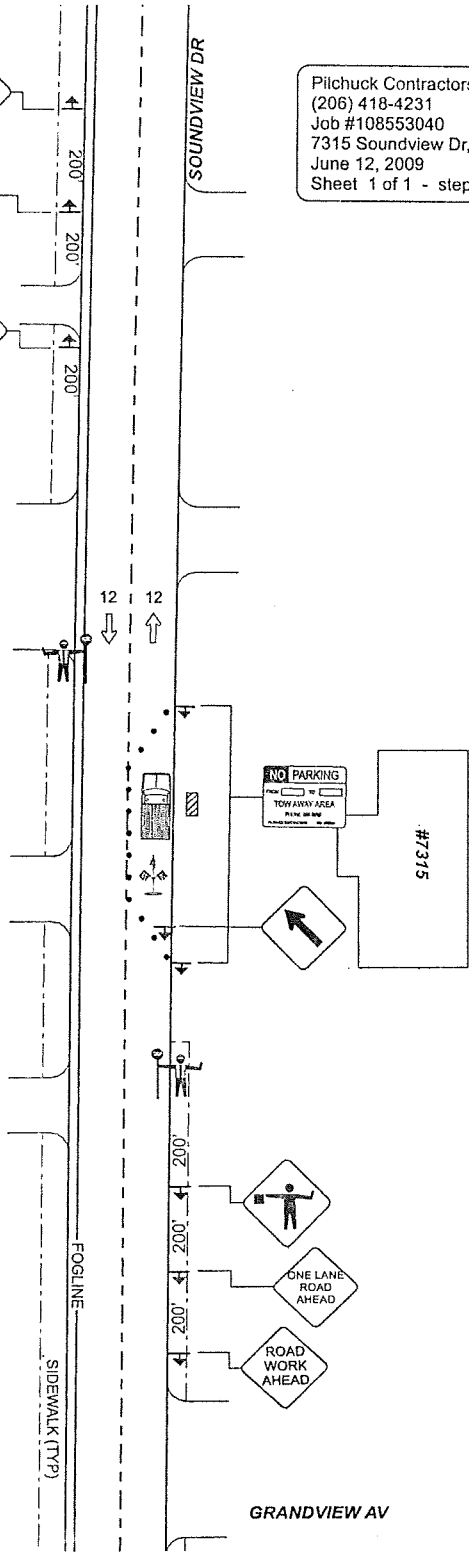 SOUNDVIEW DR
Pilchuck Contractors
(206) 418-4231
Job #108553040
7315 Soundview Dr,
June 12, 2009
Sheet 1 of 1 - step
200'
200'
200'
12
12
NO PARKING
FROM TO
TOW AWAY AREA
#7315
200'
200'
200'
ONE LANE
ROAD
AHEAD
ROAD
WORK
AHEAD
FOGLINE
SIDEWALK (TYP)
GRANDVIEW AV